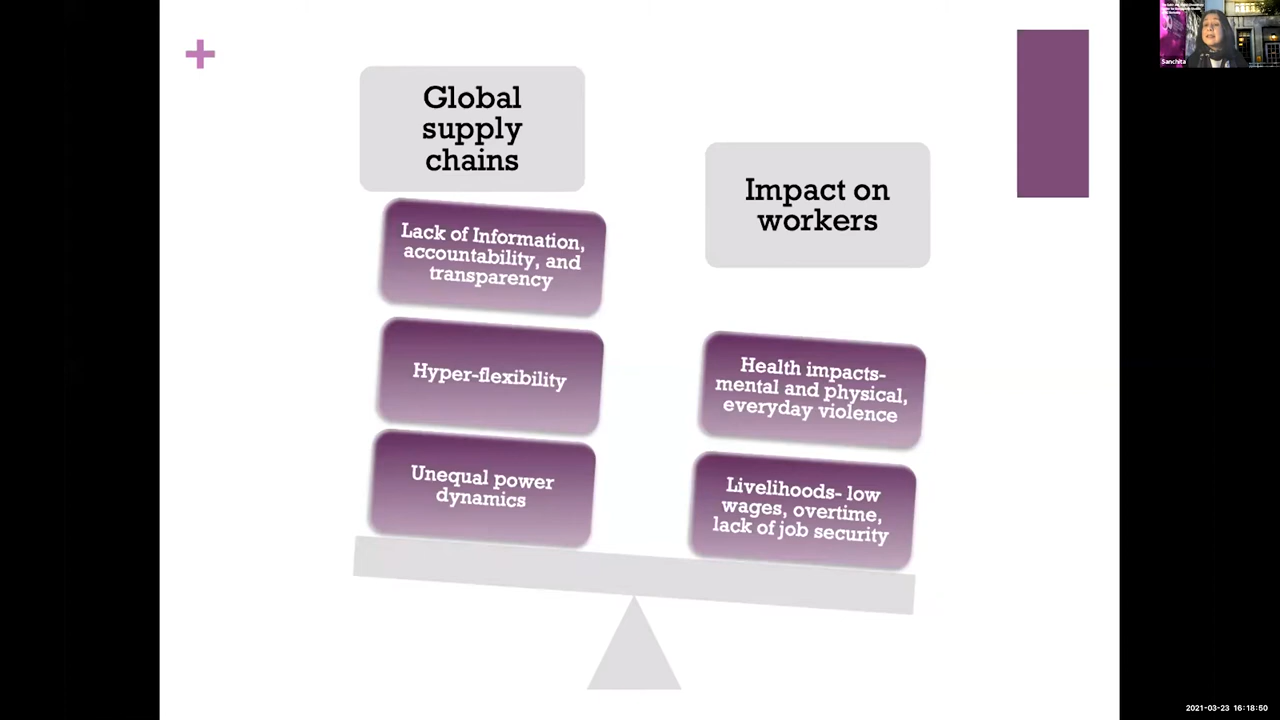 +
Global
supply
chains
Lack of Information,
accountability, and
transparency
Hyper-flexibility
Unequal power
dynamics
Impact on
workers
Health impacts-
mental and physical,
everyday violence
Livelihoods- low
wages, overtime,
lack of job security
Sanchita
2021-03-23 16:18:50